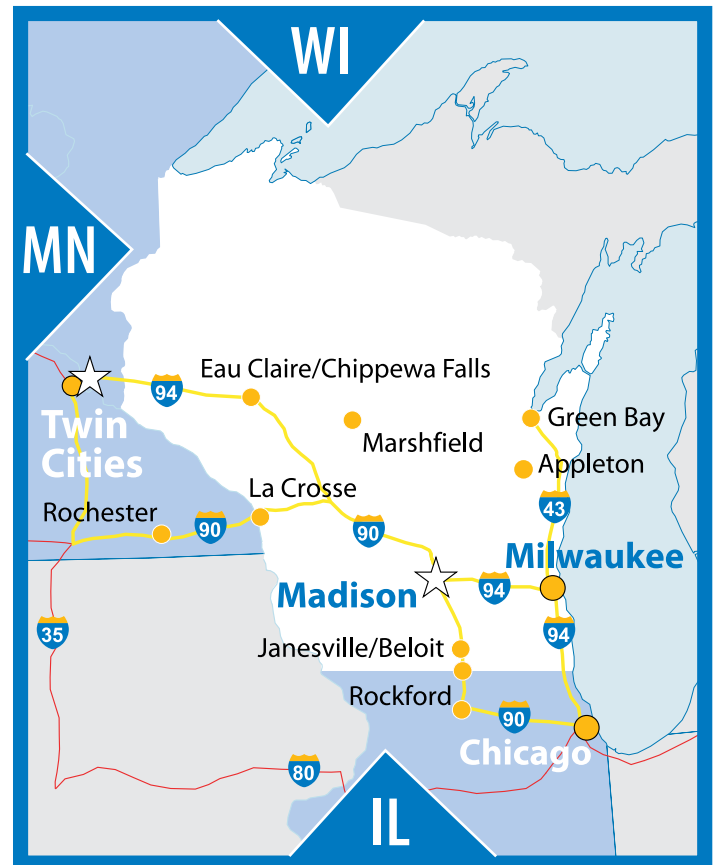 WI
MN
Eau Claire/Chippewa Falls
94
Twin
Cities
Green Bay
Marshfield
Appleton
La Crosse
43
Rochester
90
90
Milwaukee
Madison
94
35
94
Janesville/Beloit
Rockford
90
Chicago
80
IL